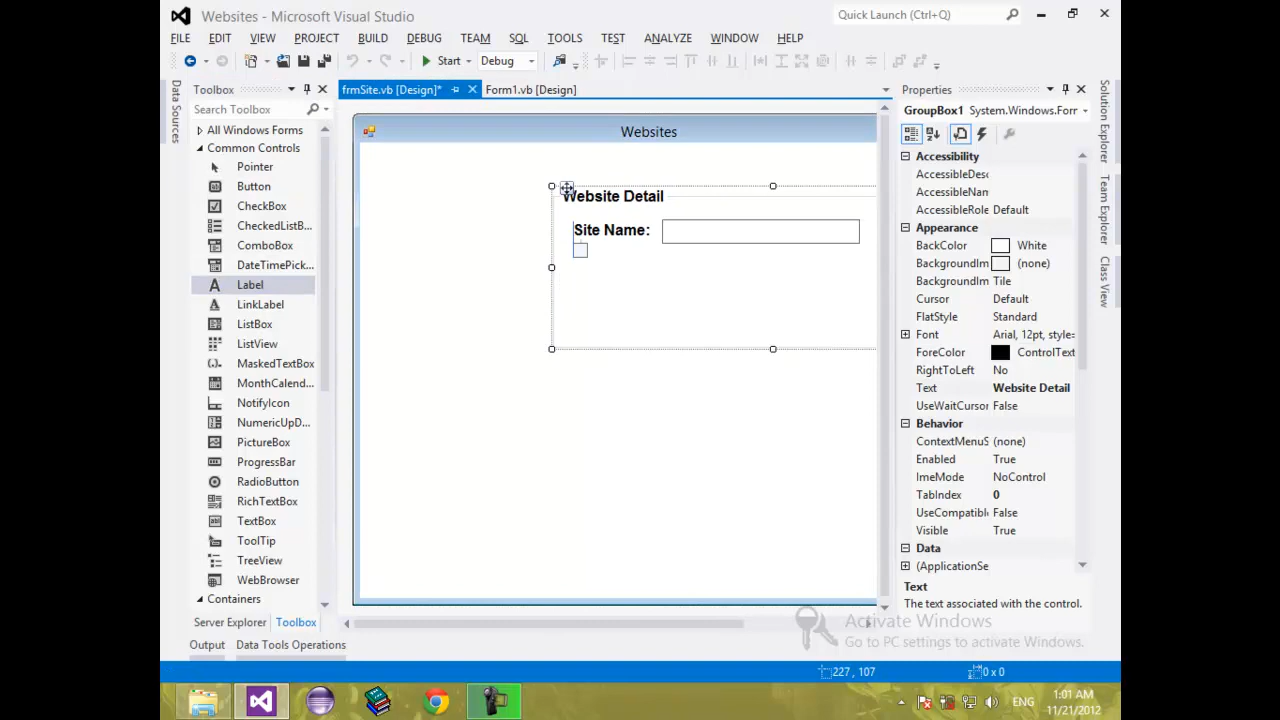 Websites - Microsoft Visual Studio
Quick Launch (Ctrl+Q)
FILE EDIT VIEW PROJECT BUILD DEBUG TEAM SQL TOOLS TEST ANALYZE WINDOW HELP
Start Debug
Data Sources
Toolbox
Search Toolbox
All Windows Forms
Common Controls
Pointer
Button
CheckBox
CheckedListB...
ComboBox
DateTimePick...
Label
LinkLabel
ListBox
ListView
MaskedTextBox
MonthCalend...
NotifyIcon
NumericUpD...
PictureBox
ProgressBar
RadioButton
RichTextBox
TextBox
ToolTip
TreeView
WebBrowser
Containers
Server Explorer Toolbox
Output Data Tools Operations
frmSite.vb [Design]* Form1.vb [Design]
Websites
Website Detail
Site Name:
Properties
GroupBox1 System.Windows.Forr
Accessibility
AccessibleDesc
AccessibleNam
AccessibleRole Default
Appearance
BackColor White
BackgroundIm (none)
BackgroundIm Tile
Cursor Default
FlatStyle Standard
Font Arial, 12pt, style=
ForeColor ControlText
RightToLeft No
Text Website Detail
UseWaitCursor False
Behavior
ContextMenuS (none)
Enabled True
ImeMode NoControl
TabIndex 0
UseCompatibl False
Visible True
Data
(ApplicationSe
Text
The text associated with the control.
Solution Explorer
Team Explorer
Class View
Activate Windows
Go to PC settings to activate Windows.
227 , 107 0 x 0
ENG
1:01 AM
11/21/2012